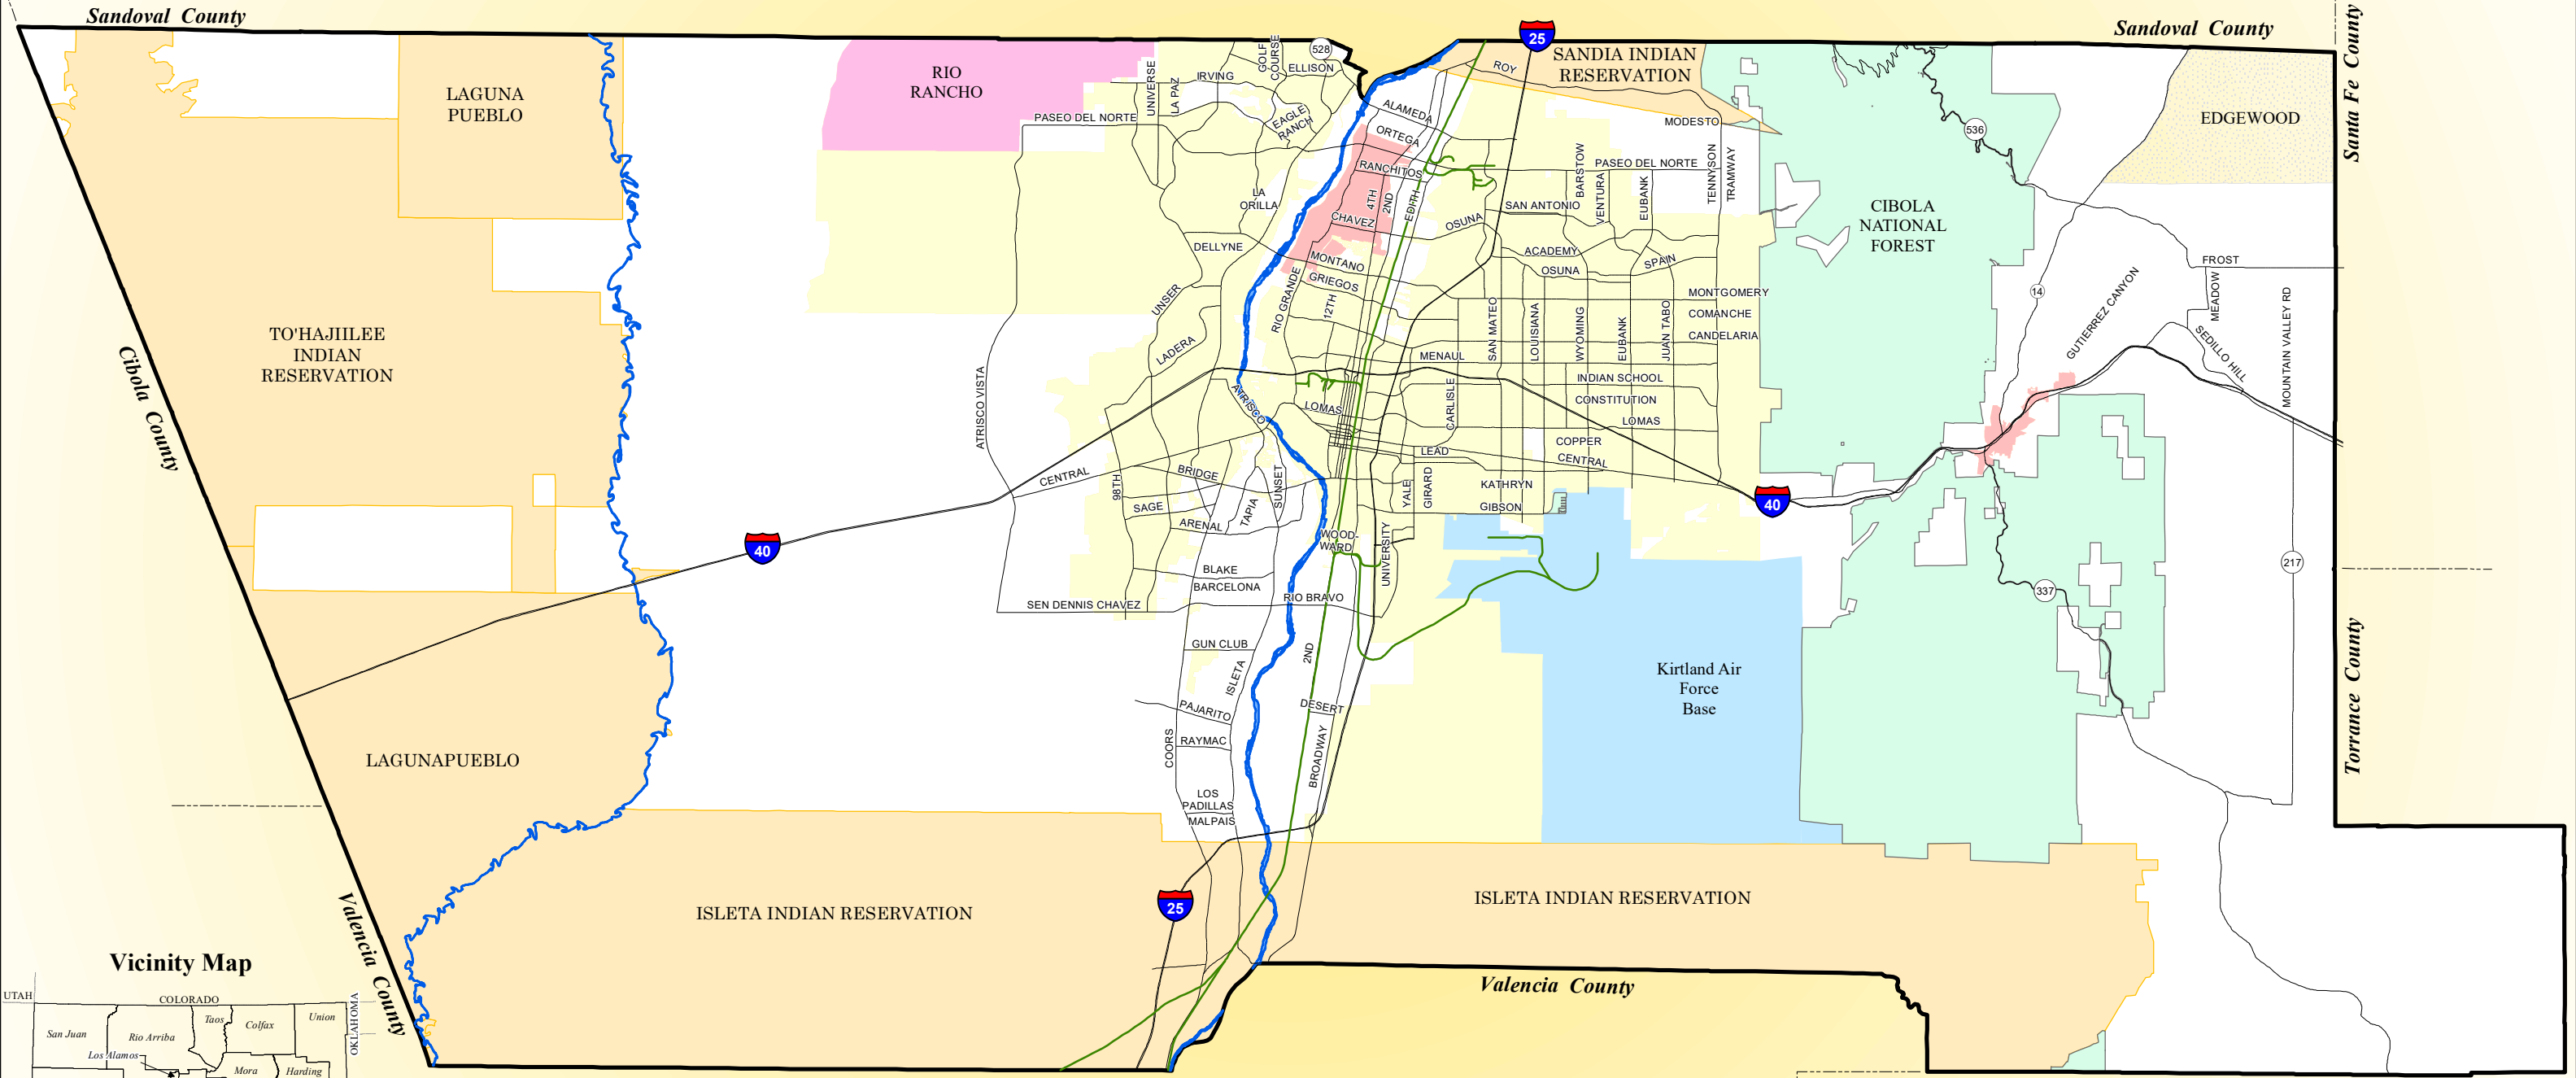 Sandoval County
Sandoval County
Santa Fe County
528
25
GOLF
COURSE
ELLISON
IRVING
UNIVERSE
LA PAZ
ROY
SANDIA INDIAN
RESERVATION
RIO
RANCHO
LAGUNA
PUEBLO
EAGLE
RANCH
ALAMEDA
PASEO DEL NORTE
ORTEGA
MODESTO
536
EDGEWOOD
RANCHITOS
BARSTOW
PASEO DEL NORTE
TENNYSON
TRAMWAY
VENTURA
EUBANK
LA
ORILLA
4TH
2ND
EDITH
SAN ANTONIO
CHAVEZ
OSUNA
CIBOLA
NATIONAL
FOREST
DELLYNE
ACADEMY
MONTANO
OSUNA
SPAIN
FROST
GRIEGOS
MEADOW
14
UNSER
RIO GRANDE
12TH
MONTGOMERY
COMANCHE
CANDELARIA
SAN MATEO
LOUISIANA
WYOMING
EUBANK
JUAN TABO
GUTIERREZ CANYON
SEDILLO HILL
MOUNTAIN VALLEY RD
TO'HAJIILEE
INDIAN
RESERVATION
LADERA
MENAUL
Cibola County
ATRISCO VISTA
ATRISCO
INDIAN SCHOOL
CARLISLE
CONSTITUTION
LOMAS
LOMAS
COPPER
LEAD
CENTRAL
CENTRAL
BRIDGE
98TH
SUNSET
YALE
GIRARD
KATHRYN
SAGE
TAPIA
GIBSON
40
ARENAL
40
WOOD-
WARD
UNIVERSITY
217
BLAKE
BARCELONA
337
SEN DENNIS CHAVEZ
RIO BRAVO
GUN CLUB
2ND
ISLETA
Kirtland Air
Force
Base
Torrance County
PAJARITO
DESERT
COORS
RAYMAC
BROADWAY
LAGUNAPUEBLO
LOS
PADILLAS
MALPAIS
ISLETA INDIAN RESERVATION
25
ISLETA INDIAN RESERVATION
Valencia County
Valencia County
Vicinity Map
UTAH
COLORADO
OKLAHOMA
San Juan
Rio Arriba
Taos
Colfax
Union
Los Alamos
Mora
Harding